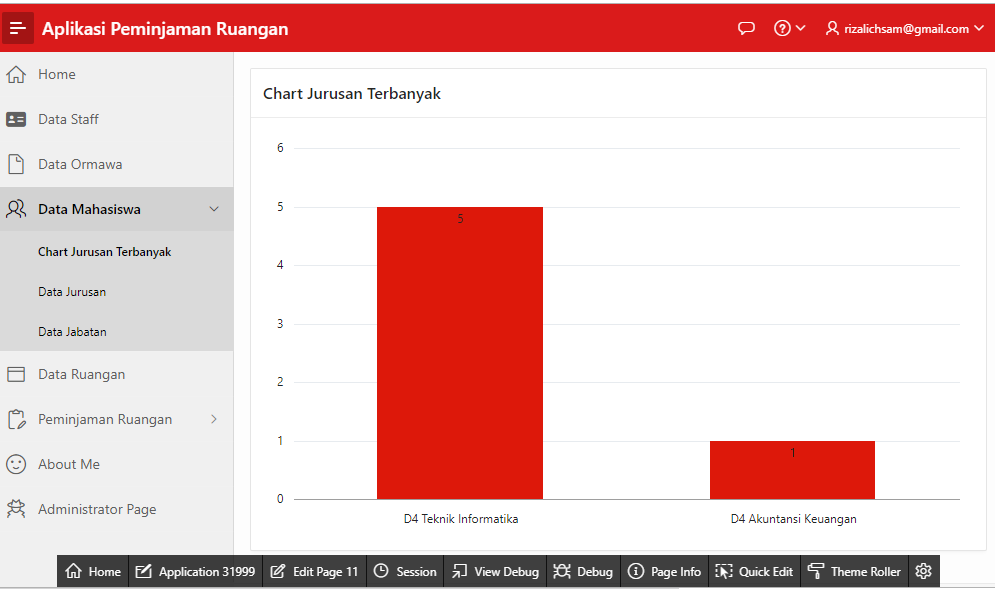 Aplikasi Peminjaman Ruangan
rizalichsam@gmail.com
Home
Data Staff
Data Ormawa
Data Mahasiswa
Chart Jurusan Terbanyak
Data Jurusan
Data Jabatan
Data Ruangan
Peminjaman Ruangan
About Me
Administrator Page
Chart Jurusan Terbanyak
6
5
4
3
2
1
0
5
1
D4 Teknik Informatika
D4 Akuntansi Keuangan
Home Application 31999 Edit Page 11 Session View Debug Debug Page Info Quick Edit Theme Roller